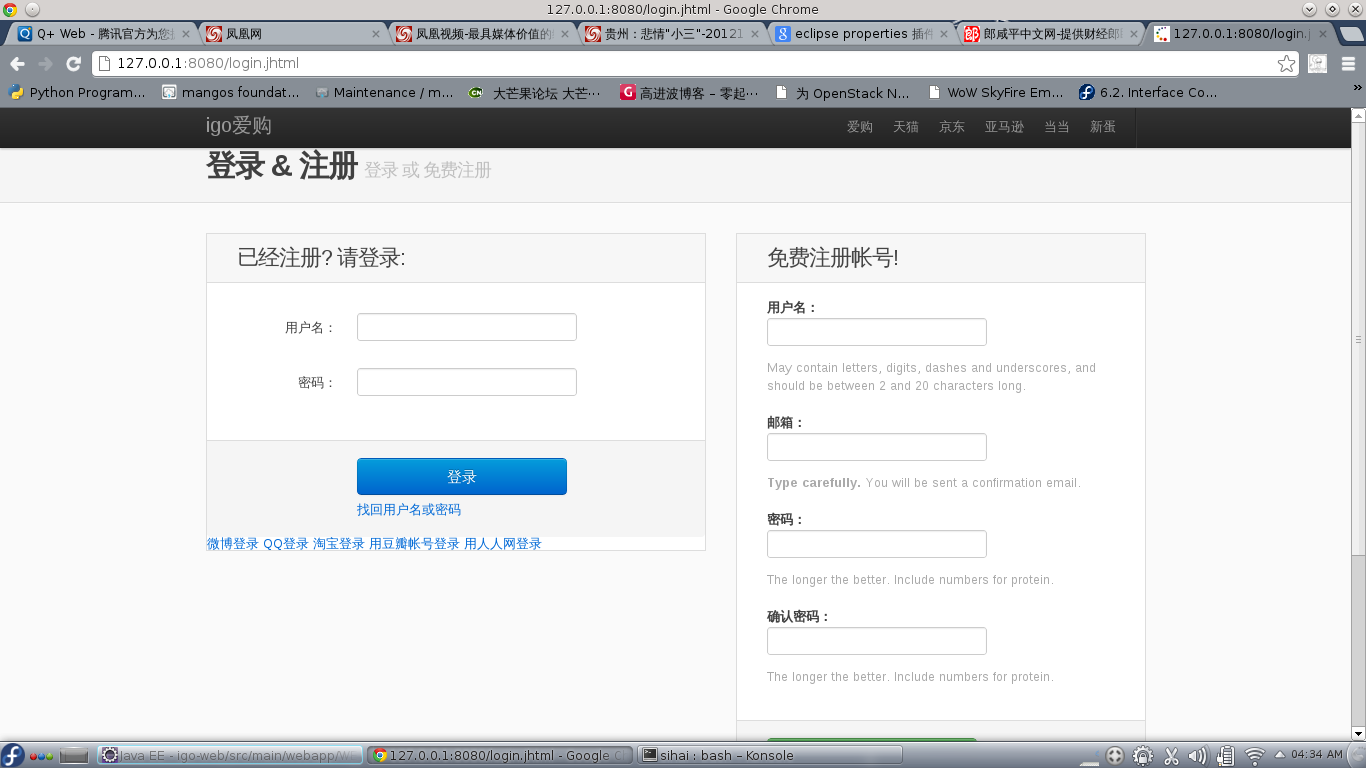 127.0.0.1:8080/login.jhtml - Google Chrome
Q+ Web - 腾讯官方为您
凤凰网
凤凰视频-最具媒体价值的
贵州：悲情"小三"-20121
eclipse properties 插件
郎咸平中文网-提供财经郎
127.0.0.1:8080/login.j
127.0.0.1:8080/login.jhtml
Python Program...
mangos foundat...
Maintenance / m...
大芒果论坛 大芒...
高进波博客 – 零起...
为 OpenStack N...
WoW SkyFire Em...
6.2. Interface Co...
igo爱购
爱购 天猫 京东 亚马逊 当当 新蛋
登录 & 注册 登录 或 免费注册
已经注册? 请登录:
用户名：
密码：
登录
找回用户名或密码
微博登录 QQ登录 淘宝登录 用豆瓣帐号登录 用人人网登录
免费注册帐号!
用户名：
May contain letters, digits, dashes and underscores, and
should be between 2 and 20 characters long.
邮箱：
Type carefully. You will be sent a confirmation email.
密码：
The longer the better. Include numbers for protein.
确认密码：
The longer the better. Include numbers for protein.
Java EE - igo-web/src/main/webapp/W
127.0.0.1:8080/login.jhtml - Google C
sihai : bash – Konsole
04:34 AM